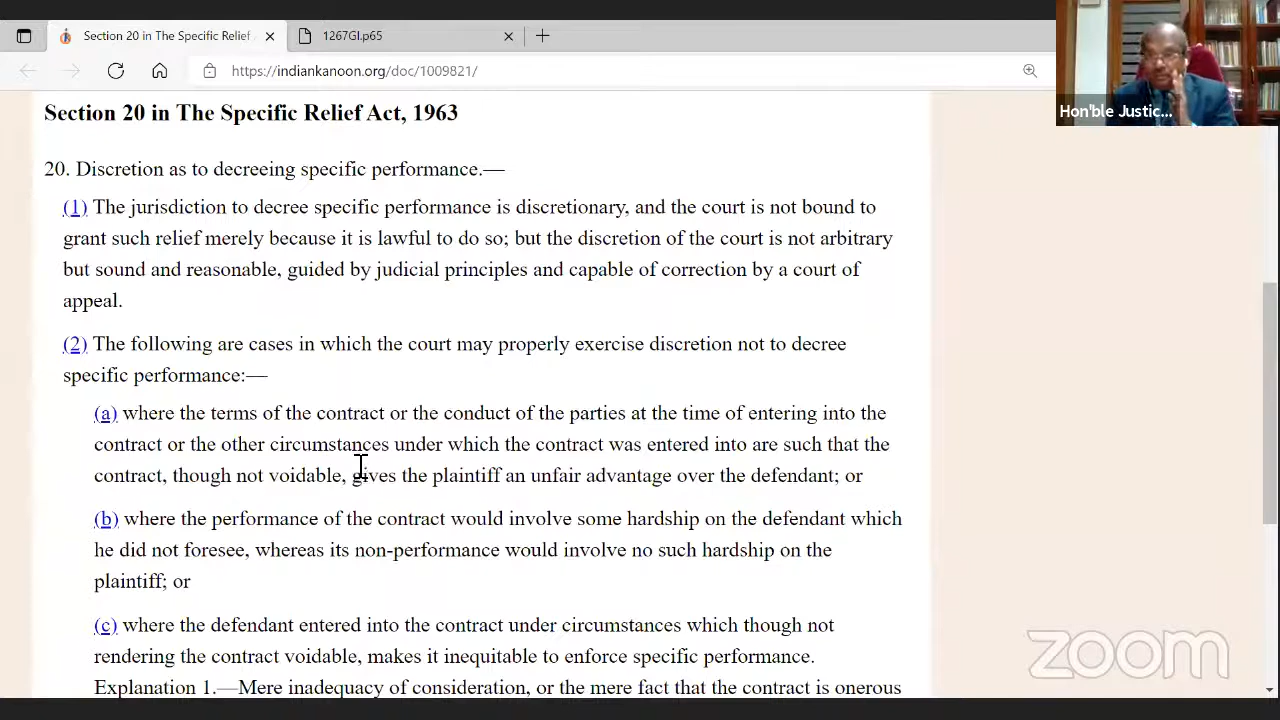 Section 20 in The Specific Relief
1267GI.p65
https://indiankanoon.org/doc/1009821/
Hon'ble Justic...
Section 20 in The Specific Relief Act, 1963
20. Discretion as to decreeing specific performance.—
(1) The jurisdiction to decree specific performance is discretionary, and the court is not bound to
grant such relief merely because it is lawful to do so; but the discretion of the court is not arbitrary
but sound and reasonable, guided by judicial principles and capable of correction by a court of
appeal.
(2) The following are cases in which the court may properly exercise discretion not to decree
specific performance:—
(a) where the terms of the contract or the conduct of the parties at the time of entering into the
contract or the other circumstances under which the contract was entered into are such that the
contract, though not voidable, gives the plaintiff an unfair advantage over the defendant; or
(b) where the performance of the contract would involve some hardship on the defendant which
he did not foresee, whereas its non-performance would involve no such hardship on the
plaintiff; or
(c) where the defendant entered into the contract under circumstances which though not
rendering the contract voidable, makes it inequitable to enforce specific performance.
Explanation 1.—Mere inadequacy of consideration, or the mere fact that the contract is onerous
zoom